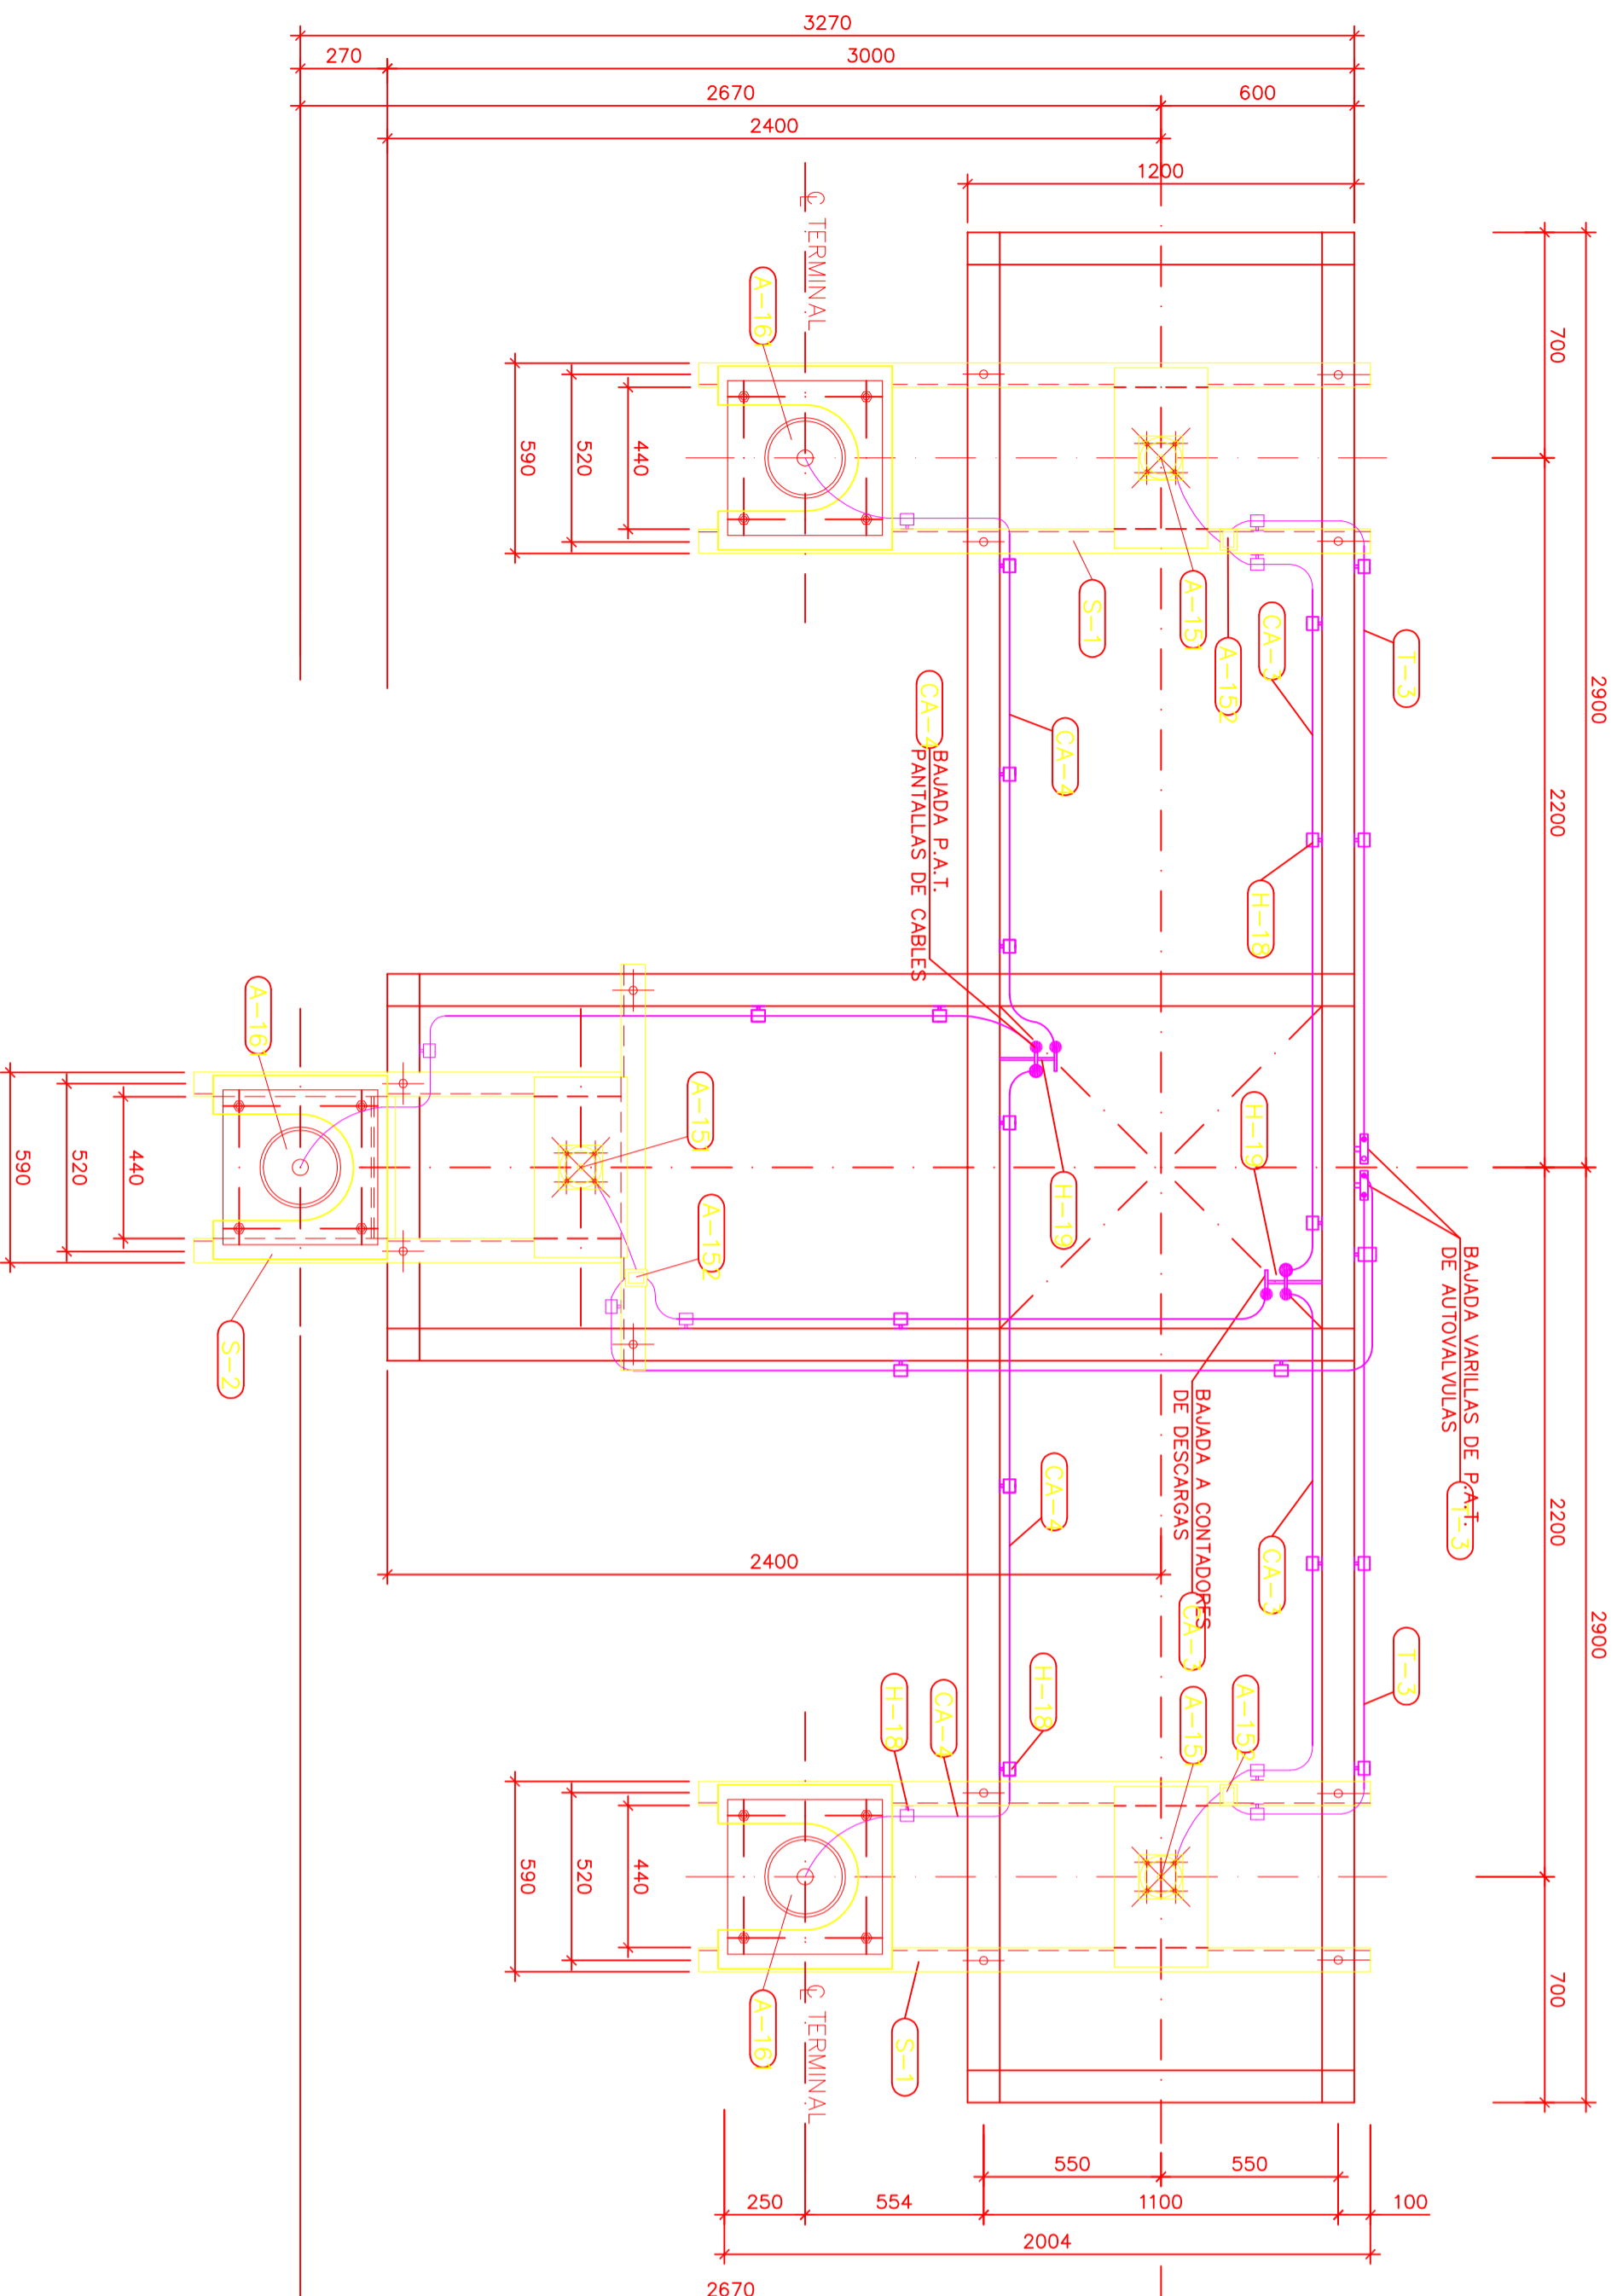 3270
270
3000
2670
600
2400
1200
700
2900
2200
2200
2900
700
℄ TERMINAL
A-161
590
520
440
S-1
A-151
A-152
CA-3
T-3
CA-4
CA-4
BAJADA P.A.T.
PANTALLAS DE CABLES
H-18
A-161
590
520
440
A-151
A-152
S-2
H-19
H-19
BAJADA VARILLAS DE P.A.T.
DE AUTOVALVULAS
T-3
BAJADA A CONTADORES
DE DESCARGAS
CA-3
CA-4
CA-3
2400
T-3
H-18
CA-4
H-18
A-151
A-152
590
520
440
℄ TERMINAL
A-161
S-1
550
550
250
554
1100
100
2004
2670